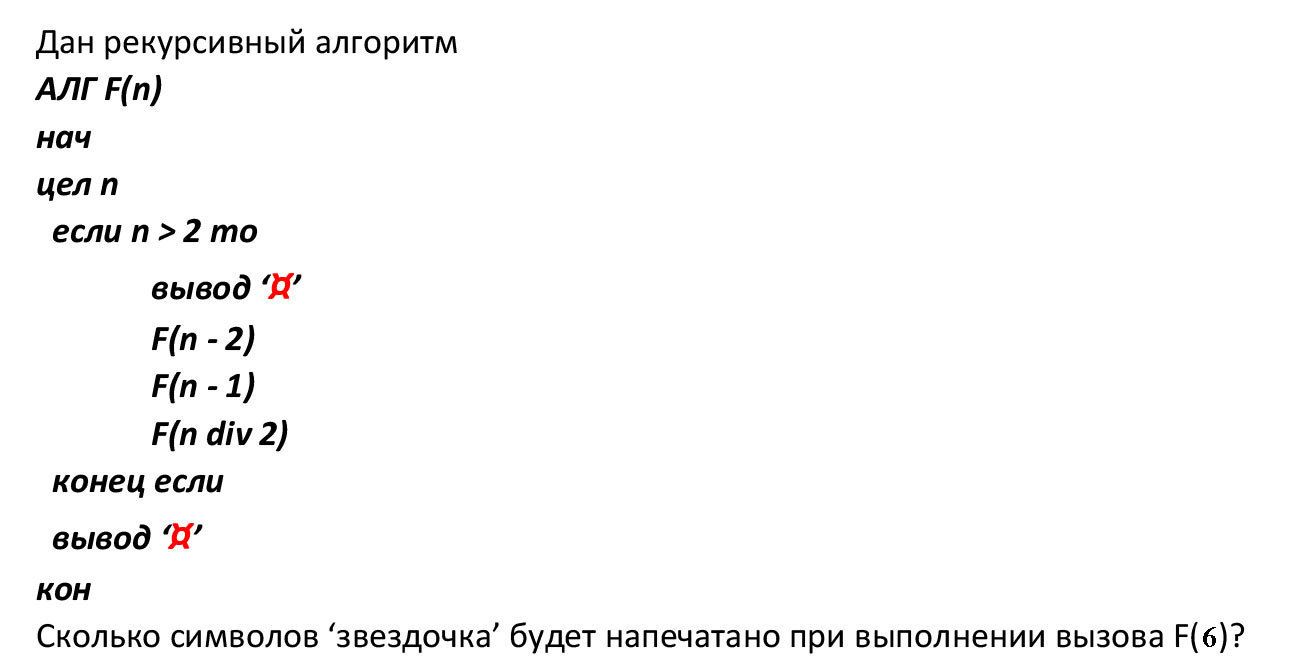 Дан рекурсивный алгоритм
АЛГ F(n)
нач
цел n
если n > 2 то
вывод ‘¤’
F(n - 2)
F(n - 1)
F(n div 2)
конец если
вывод ‘¤’
кон
Сколько символов ‘звездочка’ будет напечатано при выполнении вызова F(6)?